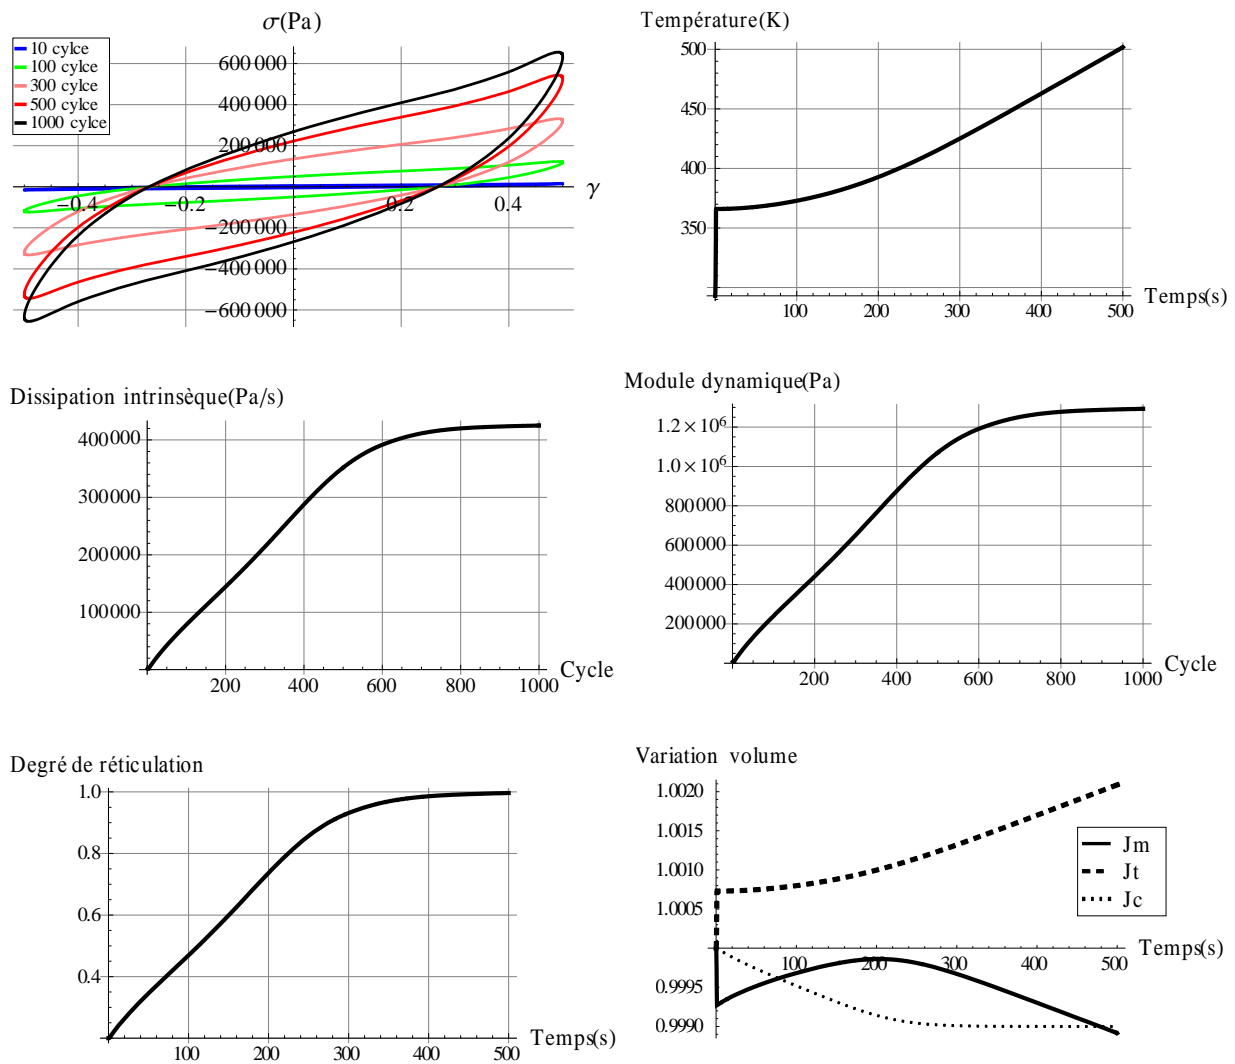 σ(Pa)
10 cylce
100 cylce
300 cylce
500 cylce
1000 cylce
600 000
400 000
200 000
−200 000
−400 000
−600 000
−0.4
−0.2
0.2
0.4
γ
Température(K)
500
450
400
350
100
200
300
400
500
Temps(s)
Dissipation intrinsèque(Pa/s)
400000
300000
200000
100000
200
400
600
800
1000
Cycle
Module dynamique(Pa)
1.2 × 10⁶
1.0 × 10⁶
800000
600000
400000
200000
200
400
600
800
1000
Cycle
Degré de réticulation
1.0
0.8
0.6
0.4
100
200
300
400
500
Temps(s)
Variation volume
1.0020
1.0015
1.0010
1.0005
0.9995
0.9990
Jm
Jt
Jc
100
200
300
400
500
Temps(s)